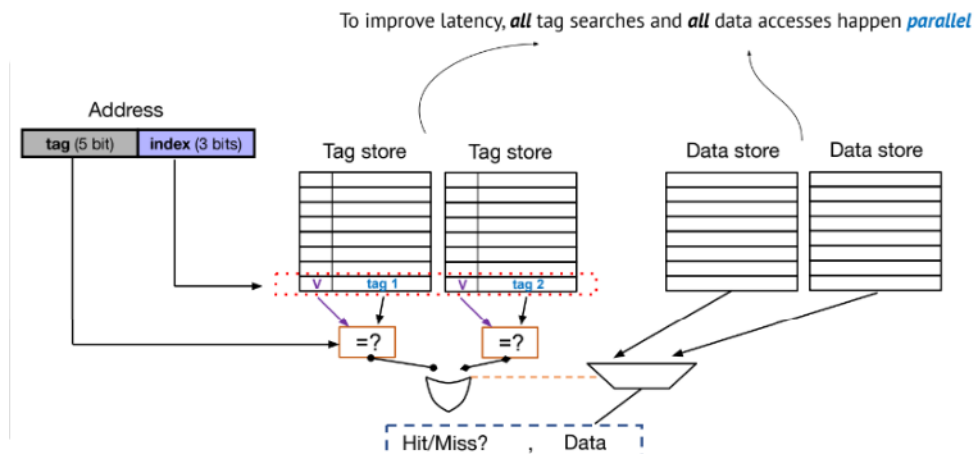 To improve latency, all tag searches and all data accesses happen parallel
Address
tag (5 bit) index (3 bits)
Tag store Tag store Data store Data store
V tag 1 V tag 2
=? =?
Hit/Miss? , Data